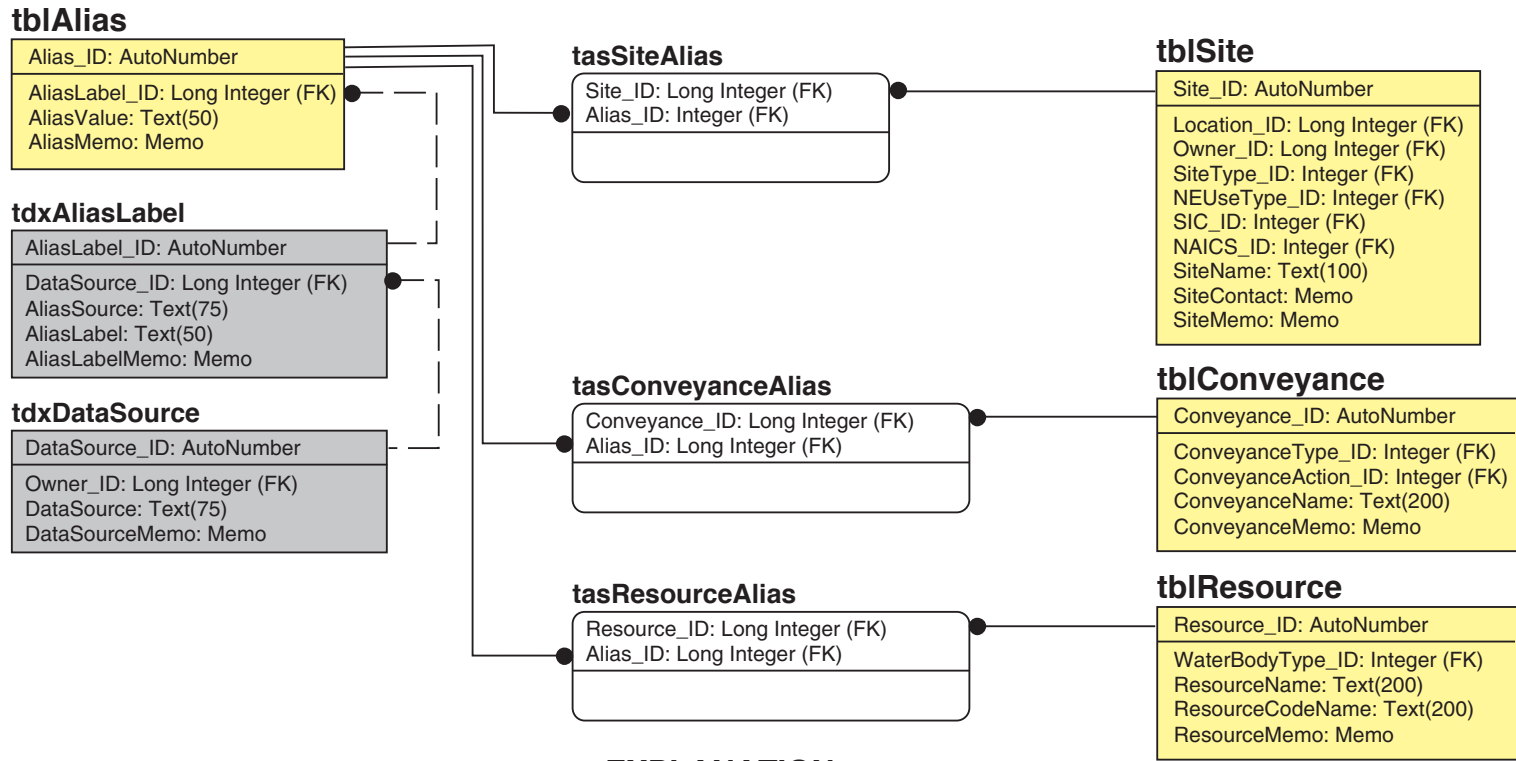 tblAlias
Alias_ID: AutoNumber
AliasLabel_ID: Long Integer (FK)
AliasValue: Text(50)
AliasMemo: Memo
tdxAliasLabel
AliasLabel_ID: AutoNumber
DataSource_ID: Long Integer (FK)
AliasSource: Text(75)
AliasLabel: Text(50)
AliasLabelMemo: Memo
tdxDataSource
DataSource_ID: AutoNumber
Owner_ID: Long Integer (FK)
DataSource: Text(75)
DataSourceMemo: Memo
tasSiteAlias
Site_ID: Long Integer (FK)
Alias_ID: Integer (FK)
tasConveyanceAlias
Conveyance_ID: Long Integer (FK)
Alias_ID: Long Integer (FK)
tasResourceAlias
Resource_ID: Long Integer (FK)
Alias_ID: Long Integer (FK)
tblSite
Site_ID: AutoNumber
Location_ID: Long Integer (FK)
Owner_ID: Long Integer (FK)
SiteType_ID: Integer (FK)
NEUseType_ID: Integer (FK)
SIC_ID: Integer (FK)
NAICS_ID: Integer (FK)
SiteName: Text(100)
SiteContact: Memo
SiteMemo: Memo
tblConveyance
Conveyance_ID: AutoNumber
ConveyanceType_ID: Integer (FK)
ConveyanceAction_ID: Integer (FK)
ConveyanceName: Text(200)
ConveyanceMemo: Memo
tblResource
Resource_ID: AutoNumber
WaterBodyType_ID: Integer (FK)
ResourceName: Text(200)
ResourceCodeName: Text(200)
ResourceMemo: Memo